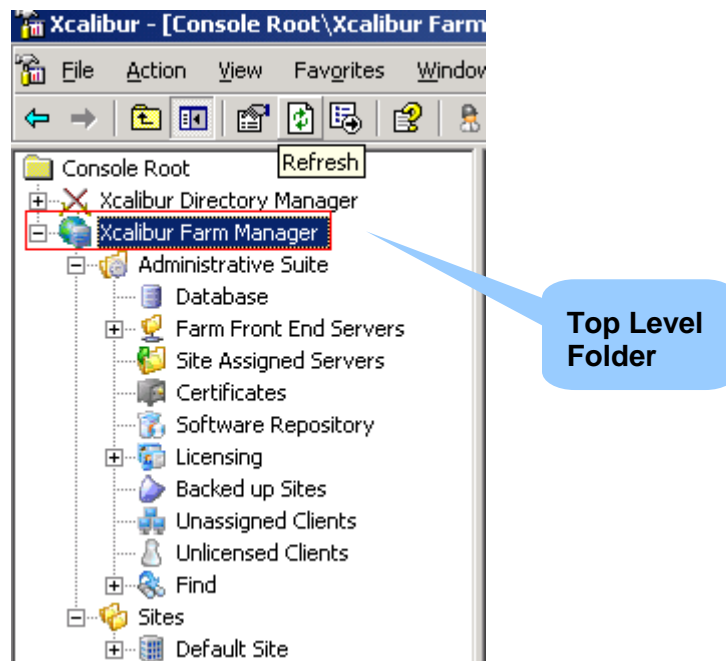 Xcalibur - [Console Root\Xcalibur Farm
File Action View Favorites Window
Refresh
Console Root
Xcalibur Directory Manager
Xcalibur Farm Manager
Administrative Suite
Database
Farm Front End Servers
Site Assigned Servers
Certificates
Software Repository
Licensing
Backed up Sites
Unassigned Clients
Unlicensed Clients
Find
Sites
Default Site
Top Level
Folder